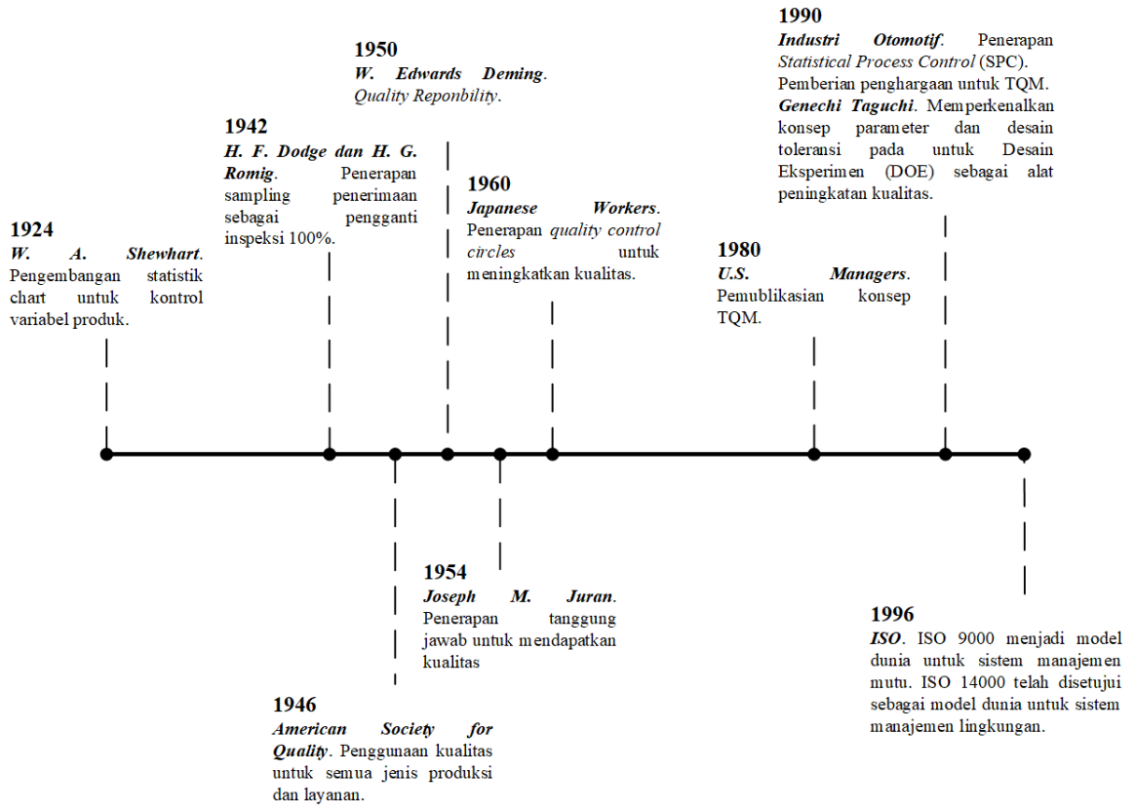 1924
W. A. Shewhart.
Pengembangan statistik
chart untuk kontrol
variabel produk.
1942
H. F. Dodge dan H. G.
Romig. Penerapan
sampling penerimaan
sebagai pengganti
inspeksi 100%.
1946
American Society for
Quality. Penggunaan kualitas
untuk semua jenis produksi
dan layanan.
1950
W. Edwards Deming.
Quality Reponbility.
1954
Joseph M. Juran.
Penerapan tanggung
jawab untuk mendapatkan
kualitas
1960
Japanese Workers.
Penerapan quality control
circles untuk
meningkatkan kualitas.
1980
U.S. Managers.
Pemublikasian konsep
TQM.
1990
Industri Otomotif. Penerapan
Statistical Process Control (SPC).
Pemberian penghargaan untuk TQM.
Genechi Taguchi. Memperkenalkan
konsep parameter dan desain
toleransi pada untuk Desain
Eksperimen (DOE) sebagai alat
peningkatan kualitas.
1996
ISO. ISO 9000 menjadi model
dunia untuk sistem manajemen
mutu. ISO 14000 telah disetujui
sebagai model dunia untuk sistem
manajemen lingkungan.